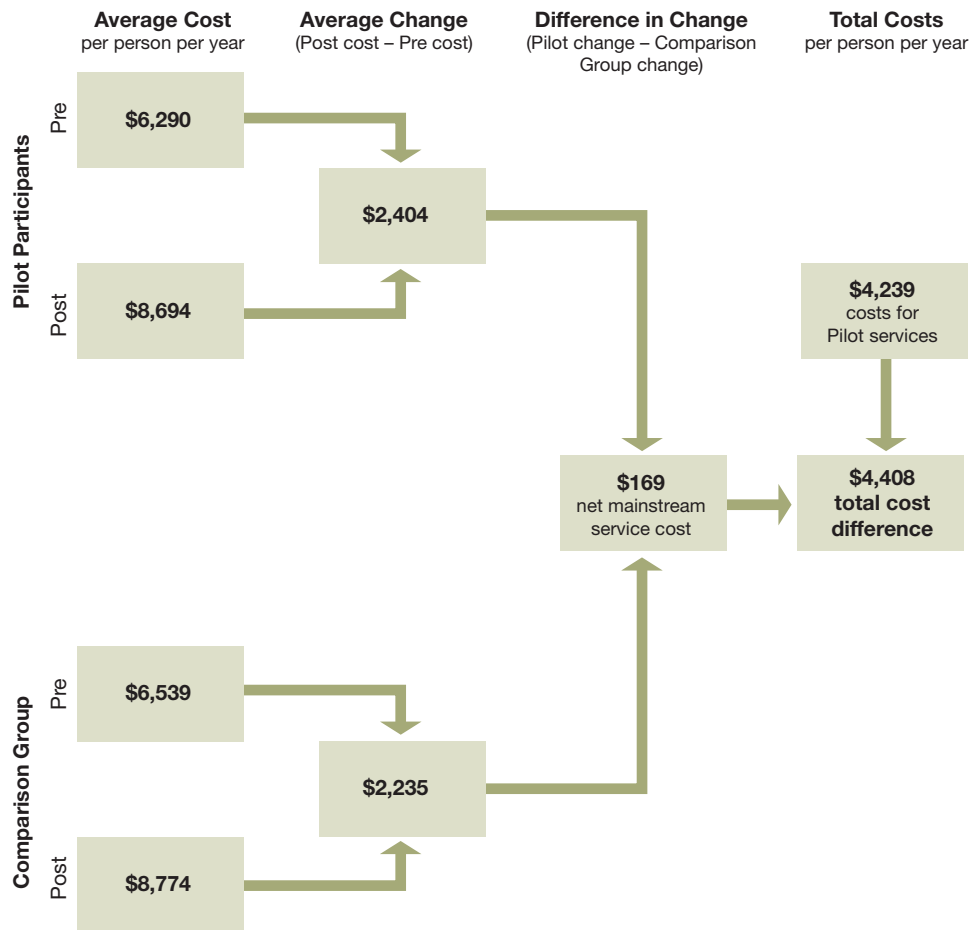 Average Cost
per person per year
Average Change
(Post cost – Pre cost)
Difference in Change
(Pilot change – Comparison
Group change)
Total Costs
per person per year
Pilot Participants
Pre
$6,290
$2,404
Post
$8,694
$4,239
costs for
Pilot services
$169
net mainstream
service cost
$4,408
total cost
difference
Comparison Group
Pre
$6,539
$2,235
Post
$8,774